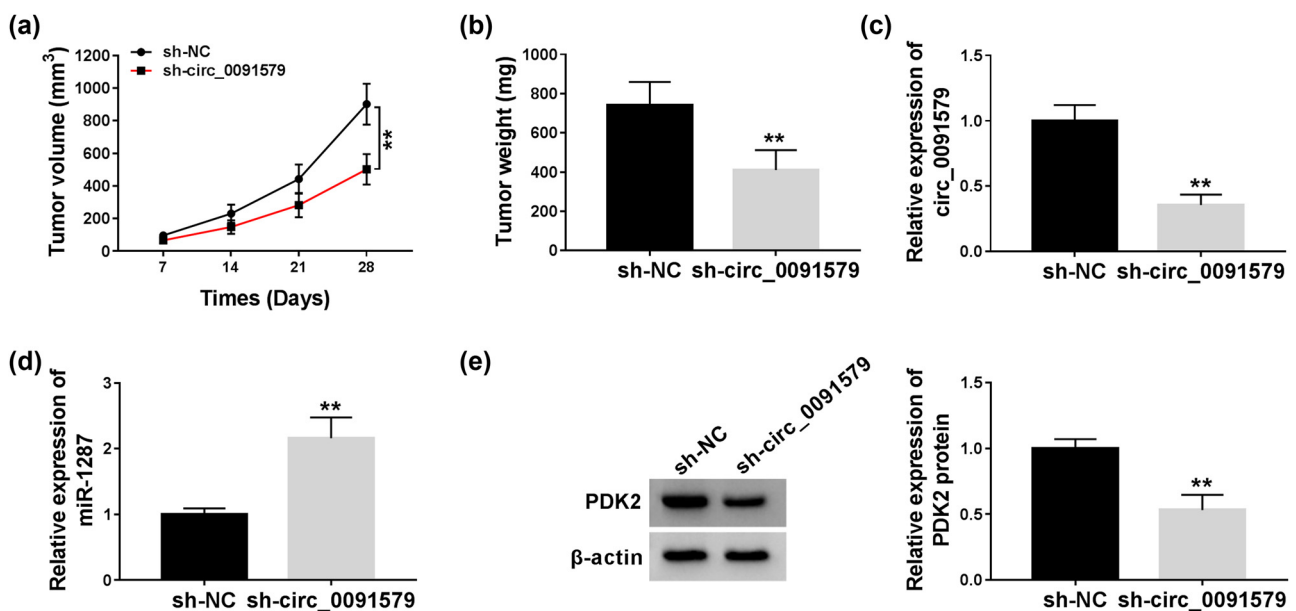 (a)
Tumor volume (mm3)
1200
1000
800
600
400
200
0
sh-NC
sh-circ_0091579
**
7 14 21 28
Times (Days)
(b)
Tumor weight (mg)
1000
800
600
400
200
0
**
sh-NC sh-circ_0091579
(c)
Relative expression of
circ_0091579
1.5
1.0
0.5
0.0
**
sh-NC sh-circ_0091579
(d)
Relative expression of
miR-1287
3
2
1
0
**
sh-NC sh-circ_0091579
(e)
sh-NC
sh-circ_0091579
PDK2
β-actin
Relative expression of
PDK2 protein
1.5
1.0
0.5
0.0
**
sh-NC sh-circ_0091579